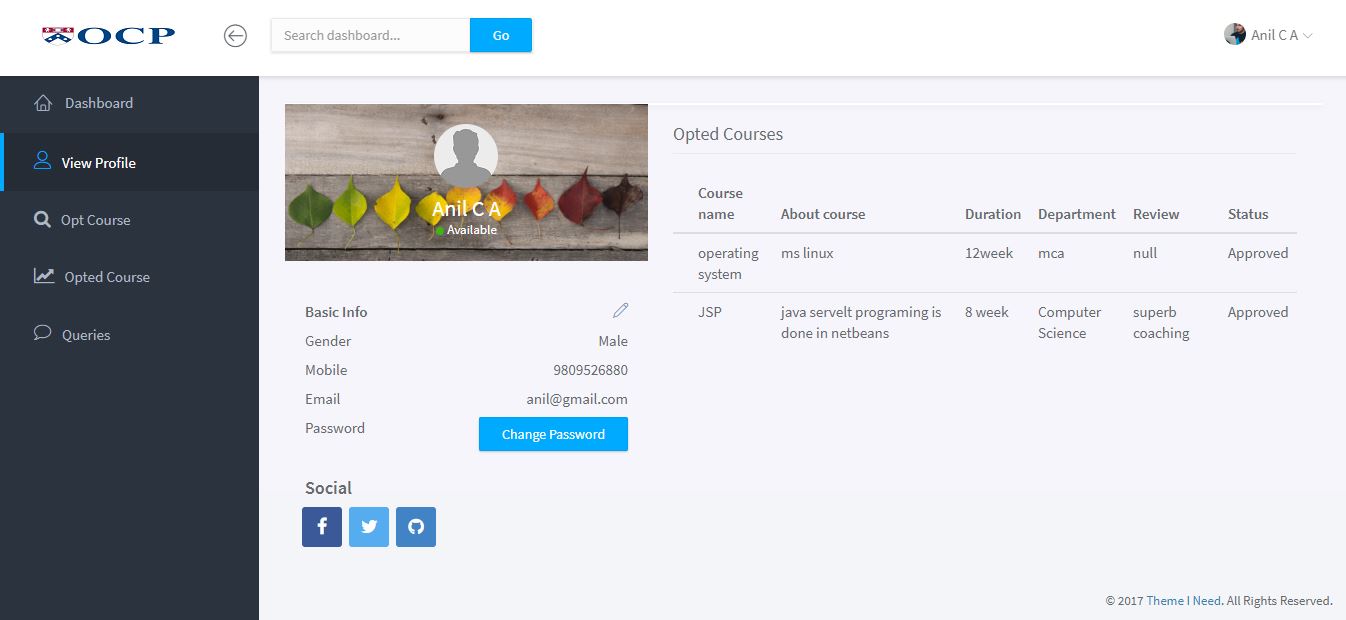 OCP
Search dashboard...
Go
Anil C A
Dashboard
View Profile
Opt Course
Opted Course
Queries
Anil C A
Available
Basic Info
Gender Male
Mobile 9809526880
Email anil@gmail.com
Password Change Password
Social
Opted Courses
Course name About course Duration Department Review Status
operating system ms linux 12week mca null Approved
JSP java servelt programing is done in netbeans 8 week Computer Science superb coaching Approved
© 2017 Theme I Need. All Rights Reserved.